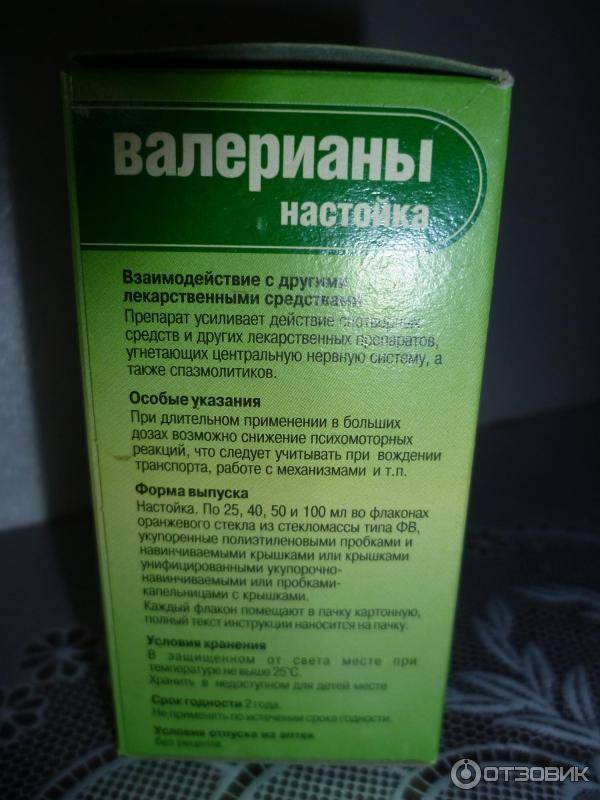 валерианы
настойка
Взаимодействие с другими
лекарственными средствами
Препарат усиливает действие снотворных
средств и других лекарственных препаратов,
угнетающих центральную нервную систему, а
также спазмолитиков.
Особые указания
При длительном применении в больших
дозах возможно снижение психомоторных
реакций, что следует учитывать при вождении
транспорта, работе с механизмами и т.п.
Форма выпуска
Настойка. По 25, 40, 50 и 100 мл во флаконах
оранжевого стекла из стекломассы типа ФВ,
укупоренные полиэтиленовыми пробками и
навинчиваемыми крышками или крышками
унифицированными укупорочно-
навинчиваемыми или пробками-
капельницами с крышками.
Каждый флакон помещают в пачку картонную,
полный текст инструкции наносится на пачку.
Условия хранения
В защищенном от света месте при
температуре не выше 25°С.
Хранить в недоступном для детей месте
Срок годности 2 года.
Не применять по истечении срока годности.
Условия отпуска из аптек
Без рецепта.
ОТЗОВИК